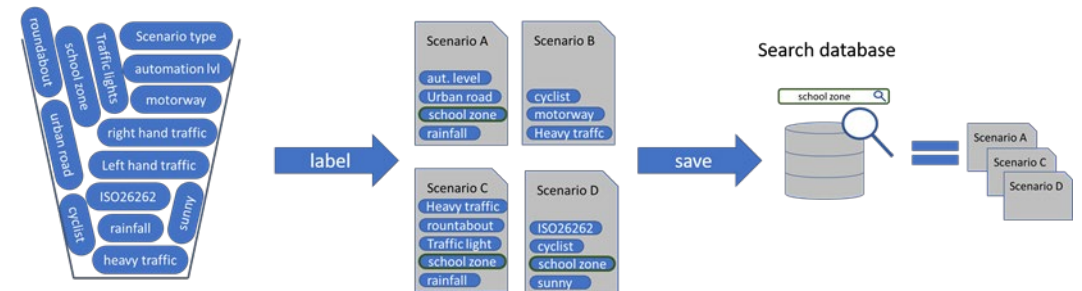 roundabout
school zone
Traffic lights
Scenario type
automation lvl
motorway
urban road
right hand traffic
Left hand traffic
ISO26262
cyclist
rainfall
sunny
heavy traffic
label
Scenario A
aut. level
Urban road
school zone
rainfall
Scenario B
cyclist
motorway
Heavy traffc
Scenario C
Heavy traffic
rountabout
Traffic light
school zone
rainfall
Scenario D
ISO26262
cyclist
school zone
sunny
save
Search database
school zone
Scenario A
Scenario C
Scenario D